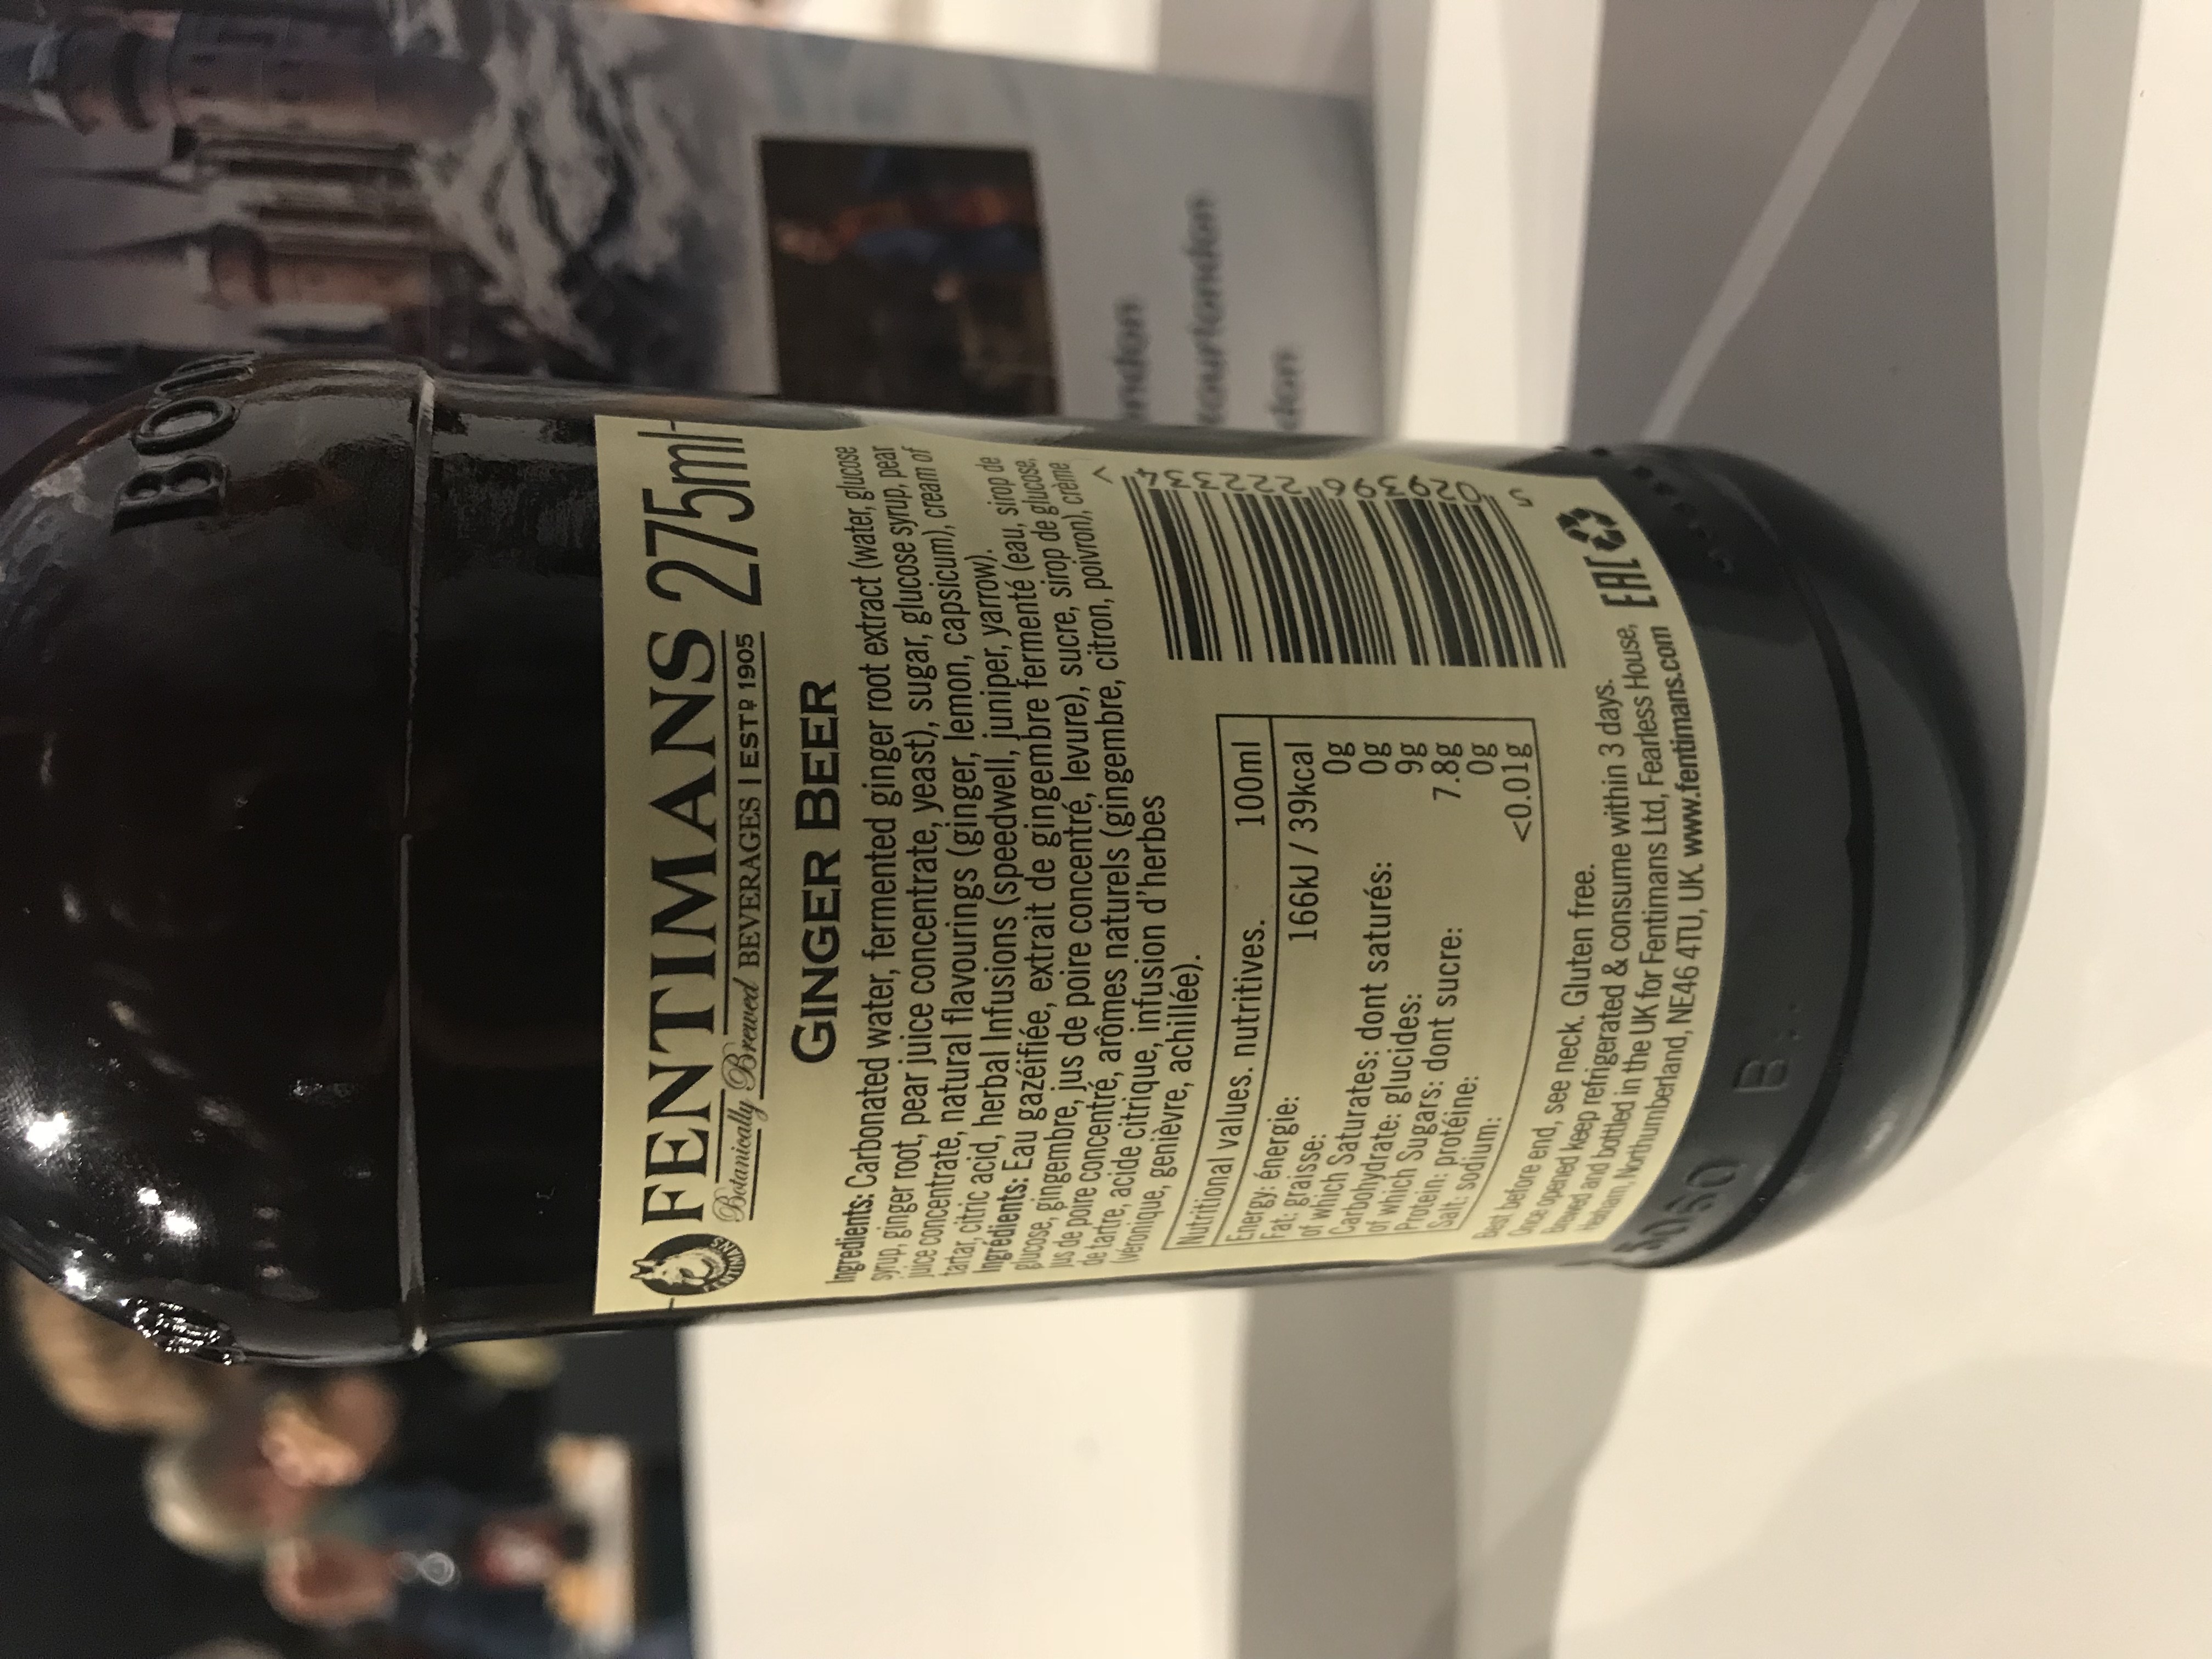 BOT
FENTIMANS 275ml
Botanically Brewed BEVERAGES | ESTD 1905
FENTIMANS
GINGER BEER
Ingredients: Carbonated water, fermented ginger root extract (water, glucose
syrup, ginger root, pear juice concentrate, yeast), sugar, glucose syrup, pear
juice concentrate, natural flavourings (ginger, lemon, capsicum), cream of
tartar, citric acid, herbal Infusions (speedwell, juniper, yarrow).
Ingrédients: Eau gazéifiée, extrait de gingembre fermenté (eau, sirop de
glucose, gingembre, jus de poire concentré, levure), sucre, sirop de glucose,
jus de poire concentré, arômes naturels (gingembre, citron, poivron), crème
de tartre, acide citrique, infusion d'herbes
(véronique, genièvre, achillée).
Nutritional values. nutritives. 100ml
Energy: énergie: 166kJ / 39kcal
Fat: graisse: 0g
of which Saturates: dont saturés: 0g
Carbohydrate: glucides: 9g
of which Sugars: dont sucre: 7.8g
Protein: protéine: 0g
Salt: sodium: <0.01g
5 029396 222334 >
Best before end, see neck. Gluten free.
Once opened keep refrigerated & consume within 3 days.
Brewed and bottled in the UK for Fentimans Ltd, Fearless House,
Hexham, Northumberland, NE46 4TU, UK. www.fentimans.com
EAC
ndon
tourlondon
don